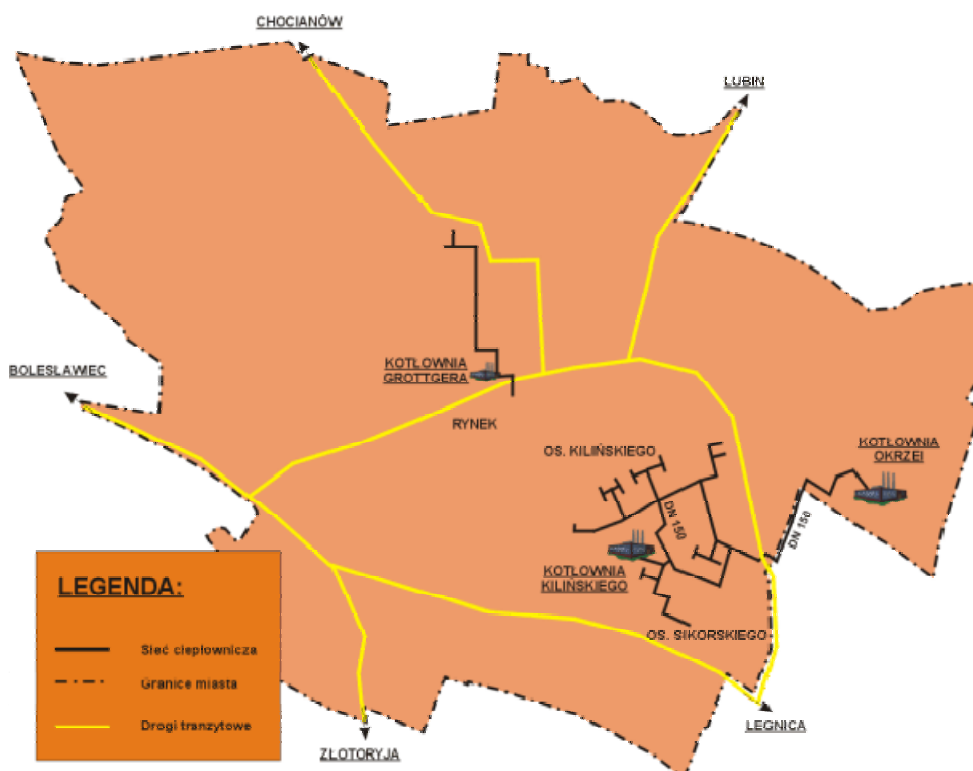 CHOCIANÓW
LUBIN
BOLESŁAWIEC
KOTŁOWNIA
GROTTGERA
RYNEK
OS. KILIŃSKIEGO
KOTŁOWNIA
OKRZEI
DN 150
DN 150
KOTŁOWNIA
KILIŃSKIEGO
OS. SIKORSKIEGO
LEGENDA:
Sieć ciepłownicza
Granice miasta
Drogi tranzytowe
LEGNICA
ZŁOTORYJA